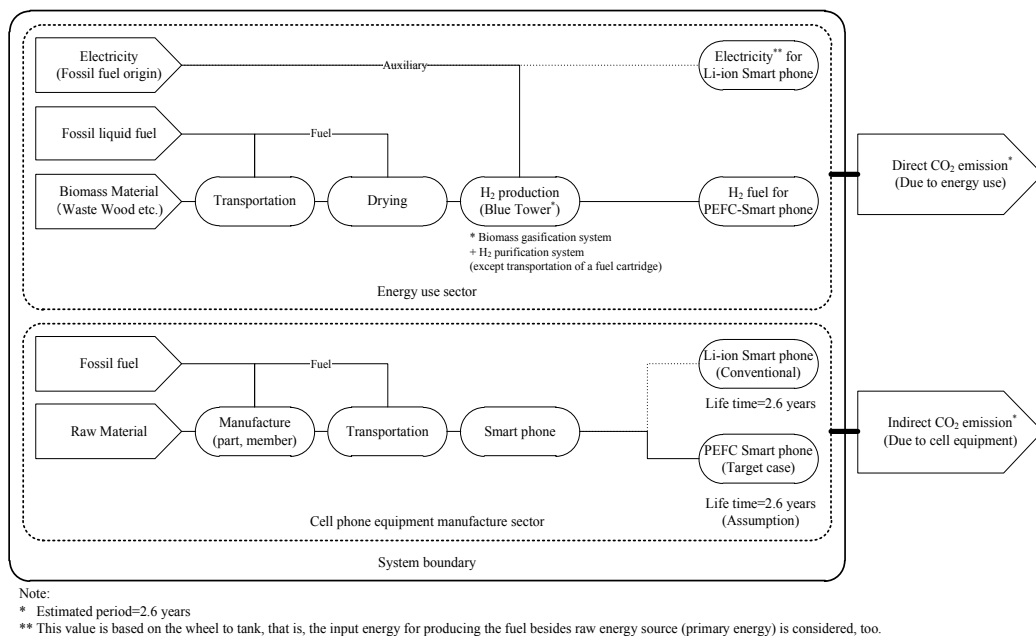 Electricity
(Fossil fuel origin)
Auxiliary
Electricity** for
Li-ion Smart phone
Fossil liquid fuel
Fuel
Biomass Material
(Waste Wood etc.)
Transportation
Drying
H2 production
(Blue Tower*)
H2 fuel for
PEFC-Smart phone
* Biomass gasification system
+ H2 purification system
(except transportation of a fuel cartridge)
Energy use sector
Direct CO2 emission*
(Due to energy use)
Fossil fuel
Fuel
Li-ion Smart phone
(Conventional)
Life time=2.6 years
Raw Material
Manufacture
(part, member)
Transportation
Smart phone
PEFC Smart phone
(Target case)
Life time=2.6 years
(Assumption)
Cell phone equipment manufacture sector
Indirect CO2 emission*
(Due to cell equipment)
System boundary
Note:
* Estimated period=2.6 years
** This value is based on the wheel to tank, that is, the input energy for producing the fuel besides raw energy source (primary energy) is considered, too.